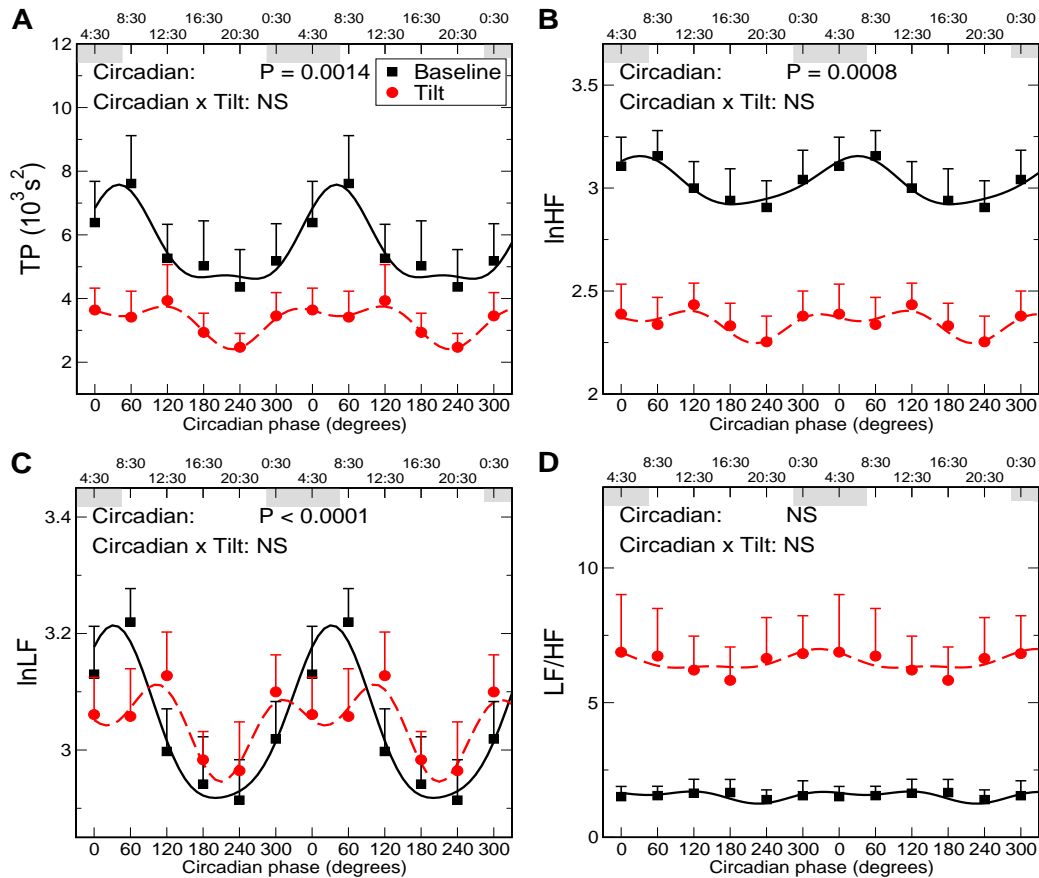 A
8:30 16:30 0:30 8:30 16:30 0:30
4:30 12:30 20:30 4:30 12:30 20:30
12
10
8
6
4
2
TP (10³s²)
Circadian: P = 0.0014
Circadian x Tilt: NS
Baseline
Tilt
0 60 120 180 240 300 0 60 120 180 240 300
Circadian phase (degrees)
B
8:30 16:30 0:30 8:30 16:30 0:30
4:30 12:30 20:30 4:30 12:30 20:30
3.5
3
2.5
2
lnHF
Circadian: P = 0.0008
Circadian x Tilt: NS
0 60 120 180 240 300 0 60 120 180 240 300
Circadian phase (degrees)
C
8:30 16:30 0:30 8:30 16:30 0:30
4:30 12:30 20:30 4:30 12:30 20:30
3.4
3.2
3
lnLF
Circadian: P < 0.0001
Circadian x Tilt: NS
0 60 120 180 240 300 0 60 120 180 240 300
Circadian phase (degrees)
D
8:30 16:30 0:30 8:30 16:30 0:30
4:30 12:30 20:30 4:30 12:30 20:30
10
5
0
LF/HF
Circadian: NS
Circadian x Tilt: NS
0 60 120 180 240 300 0 60 120 180 240 300
Circadian phase (degrees)